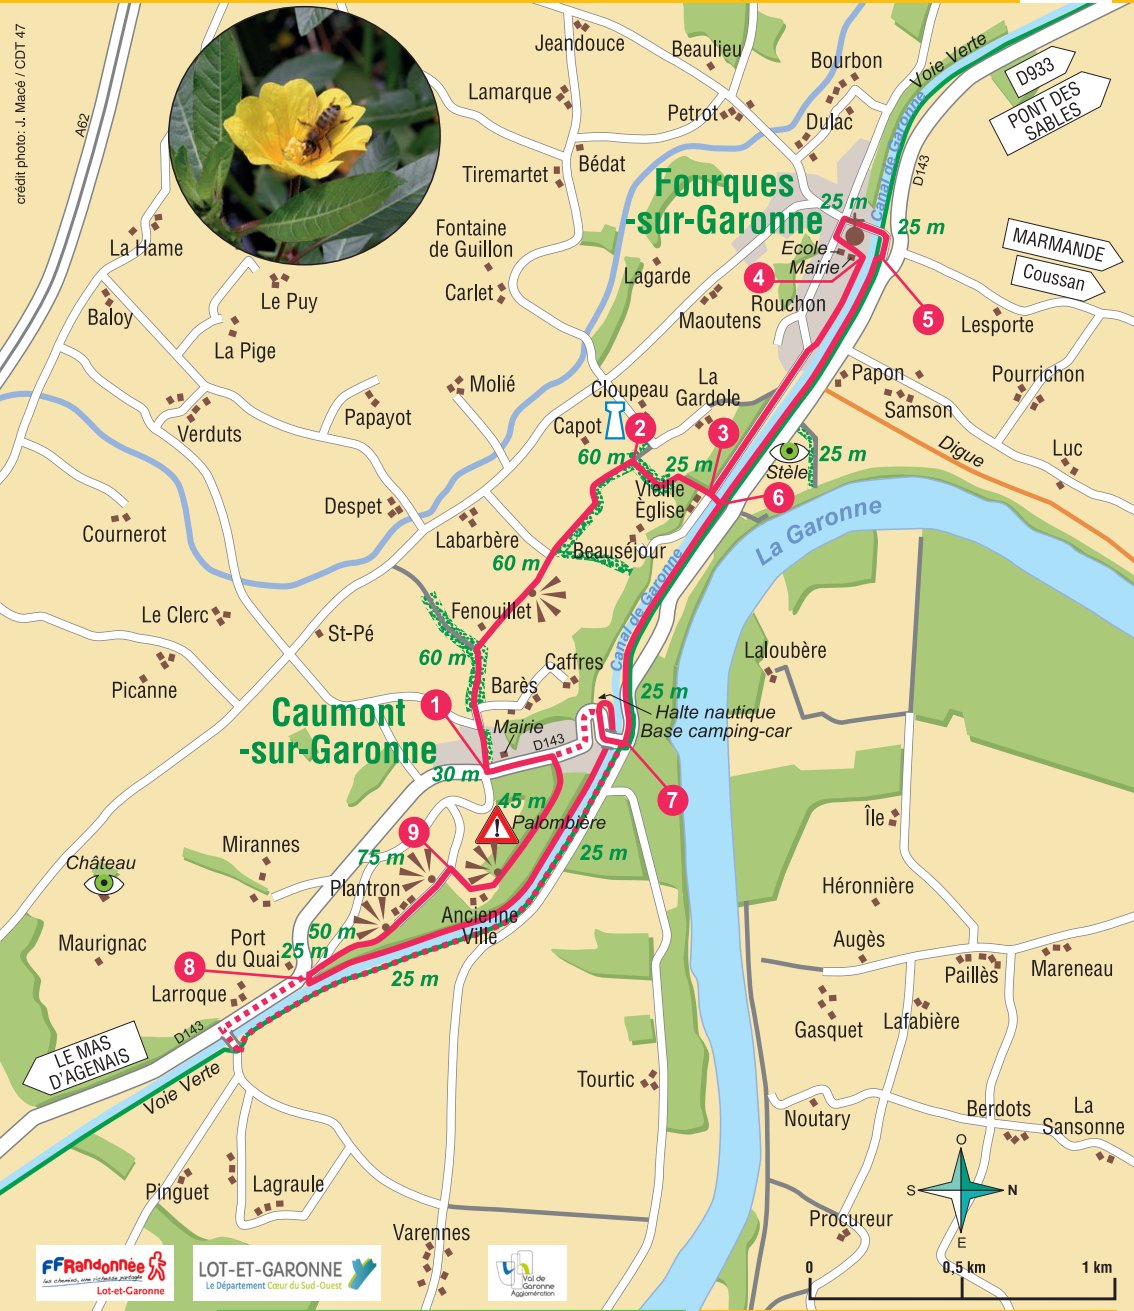 crédit photo: J. Macé / CDT 47
A62
Jeandouce
Beaulieu
Bourbon
Voie Verte
D933
PONT DES
SABLES
Lamarque
Petrot
Dulac
Canal de Garonne
D143
Bédat
Tiremartet
Fourques
-sur-Garonne
25 m
25 m
La Hame
Fontaine
de Guillon
Ecole
Mairie
MARMANDE
Coussan
Lagarde
4
Le Puy
Carlet
Rouchon
Baloy
Maoutens
5
Lesporte
La Pige
Molié
Cloupeau
La
Gardole
Papon
Pourrichon
Papayot
Samson
Verduts
Capot
2
3
Digue
Luc
60 m
25 m
Stèle
25 m
Vieille
Èglise
6
Despet
La Garonne
Cournerot
Labarbère
Beauséjour
60 m
Canal de Garonne
Le Clerc
Fenouillet
St-Pé
60 m
Laloubère
Picanne
Caffres
Barès
25 m
1
Caumont
-sur-Garonne
Halte nautique
Base camping-car
Mairie
D143
30 m
7
45 m
Île
Palombière
9
Mirannes
75 m
25 m
Château
Plantron
Héronnière
Ancienne
Ville
50 m
Maurignac
Port
du Quai
25 m
Augès
8
25 m
Paillès
Mareneau
Larroque
D143
Gasquet
Lafabière
LE MAS
D'AGENAIS
Voie Verte
Tourtic
Noutary
Berdots
La
Sansonne
O
S
N
E
Pinguet
Lagraule
Varennes
Procureur
FFRandonnée
les chemins, une richesse partagée
Lot-et-Garonne
LOT-ET-GARONNE
Le Département Cœur du Sud-Ouest
Val de
Garonne
Agglomération
0
0,5 km
1 km